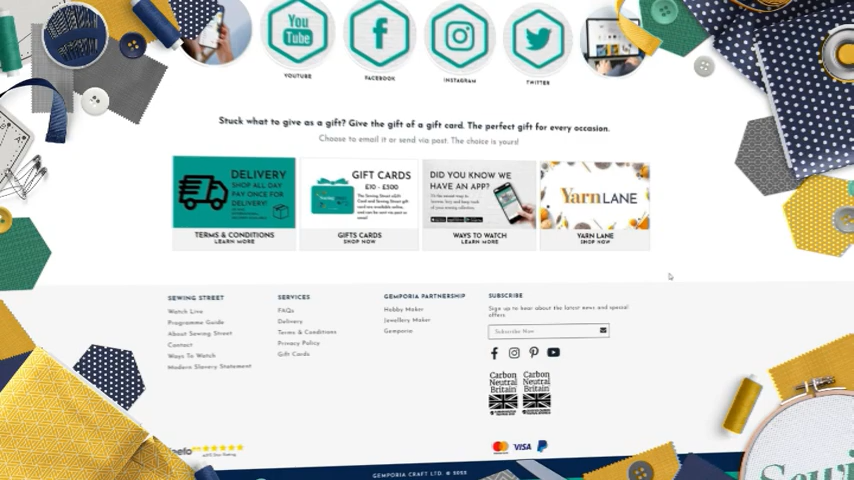 You
Tube
YOUTUBE
FACEBOOK
INSTAGRAM
TWITTER
Stuck what to give as a gift? Give the gift of a gift card. The perfect gift for every occasion.
Choose to email it or send via post. The choice is yours!
DELIVERY
SHOP ALL DAY
PAY ONCE FOR
DELIVERY!
TERMS & CONDITIONS
LEARN MORE
GIFT CARDS
£10 - £500
GIFTS CARDS
SHOP NOW
DID YOU KNOW WE
HAVE AN APP?
WAYS TO WATCH
LEARN MORE
YarnLANE
YARN LANE
SHOP NOW
SEWING STREET
Watch Live
Programme Guide
About Sewing Street
Contact
Ways To Watch
Modern Slavery Statement
SERVICES
FAQs
Delivery
Terms & Conditions
Privacy Policy
Gift Cards
GEMPORIA PARTNERSHIP
Hobby Maker
Jewellery Maker
Gemporia
SUBSCRIBE
Sign up to hear about the latest news and special
offers
Subscribe Now
Carbon
Neutral
Britain
Carbon
Neutral
Britain
VISA
GEMPORIA CRAFT LTD. © 2022